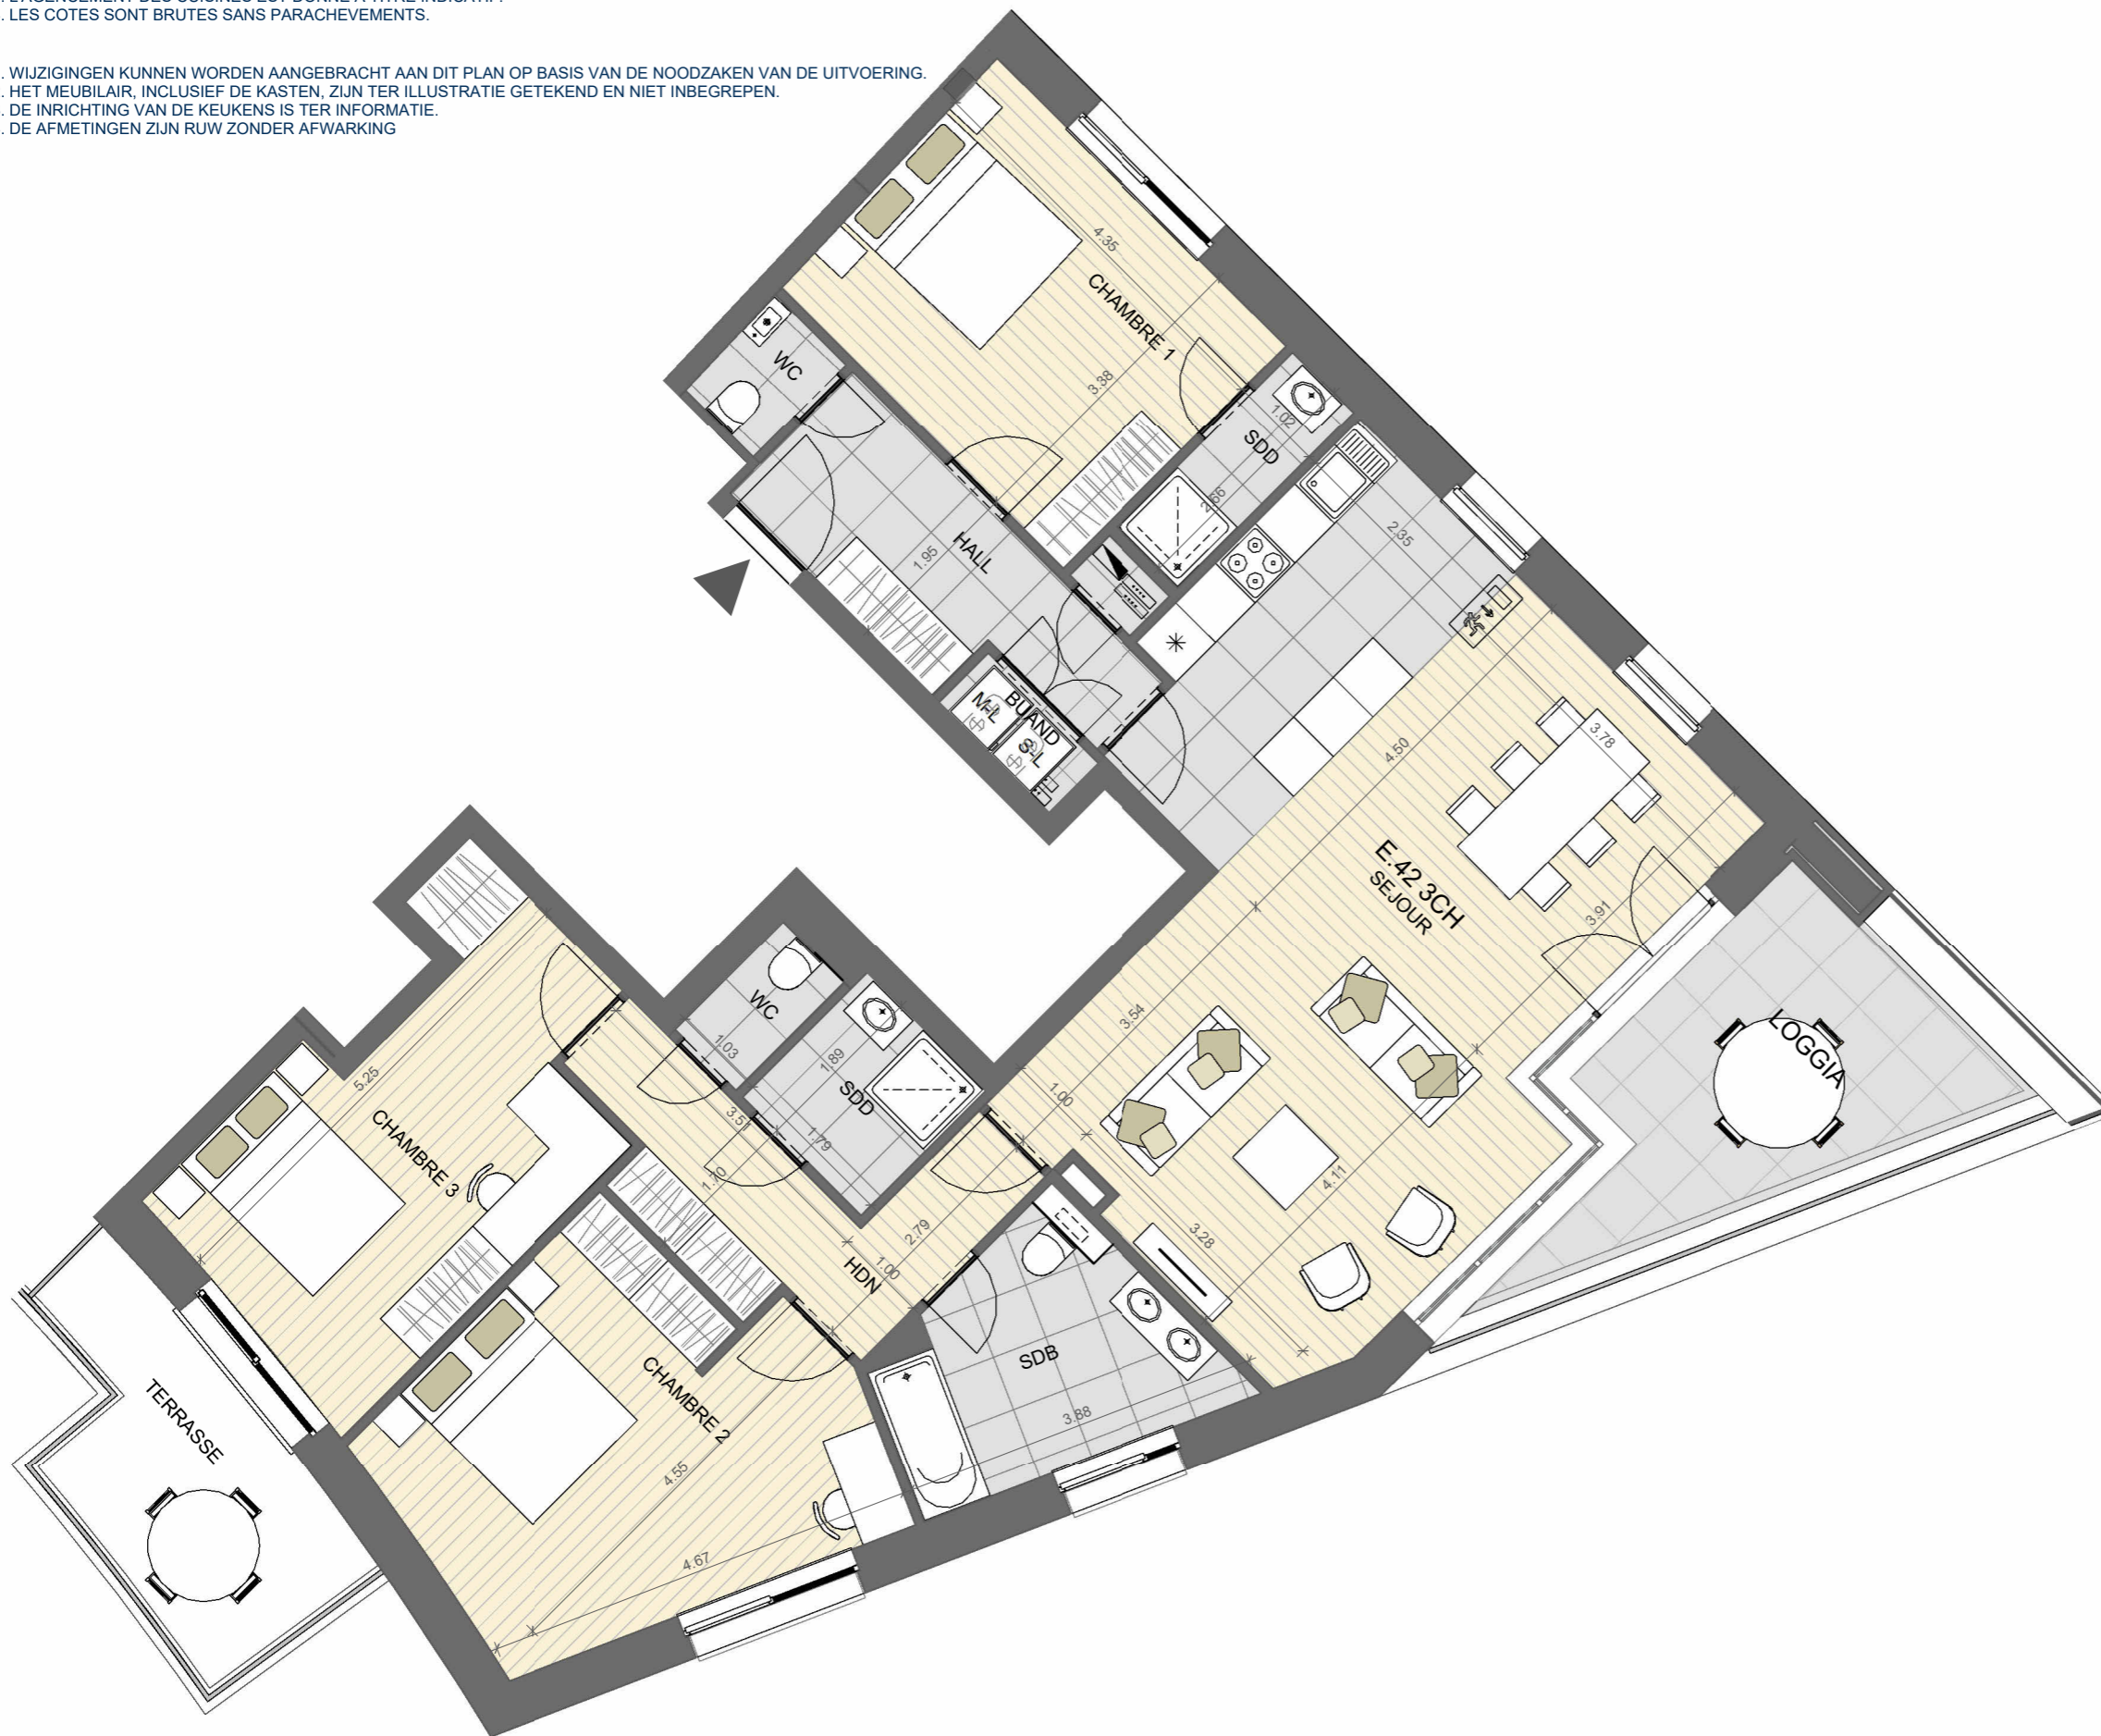 . LES COTES SONT BRUTES SANS PARACHEVEMENTS.
. WIJZIGINGEN KUNNEN WORDEN AANGEBRACHT AAN DIT PLAN OP BASIS VAN DE NOODZAKEN VAN DE UITVOERING.
. HET MEUBILAIR, INCLUSIEF DE KASTEN, ZIJN TER ILLUSTRATIE GETEKEND EN NIET INBEGREPEN.
. DE INRICHTING VAN DE KEUKENS IS TER INFORMATIE.
. DE AFMETINGEN ZIJN RUW ZONDER AFWARKING
4.35
CHAMBRE 1
3.38
WC
1.02
SDD
2.66
2.35
HALL
1.95
BUAND
M-L
S-L
3.78
4.50
E.42 3CH
SEJOUR
3.91
LOGGIA
3.54
1.00
4.11
3.28
WC
1.03
1.89
SDD
3.51
1.79
1.70
5.25
CHAMBRE 3
2.79
1.00
HDN
SDB
3.88
CHAMBRE 2
4.55
4.67
TERRASSE